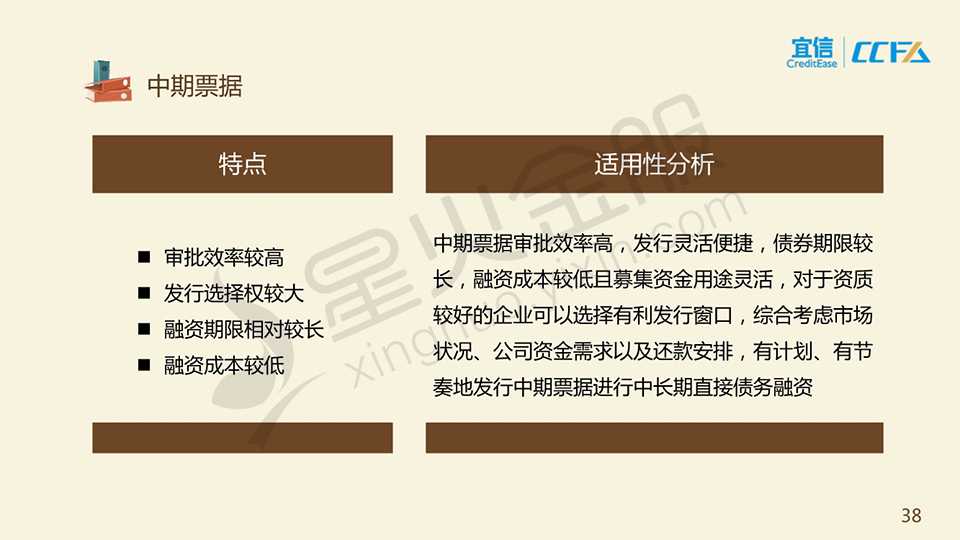 宜信
CreditEase
CCFA
中期票据
特点
适用性分析
■ 审批效率较高
■ 发行选择权较大
■ 融资期限相对较长
■ 融资成本较低
中期票据审批效率高，发行灵活便捷，债券期限较
长，融资成本较低且募集资金用途灵活，对于资质
较好的企业可以选择有利发行窗口，综合考虑市场
状况、公司资金需求以及还款安排，有计划、有节
奏地发行中期票据进行中长期直接债务融资
星火金服
xinghuo.yixin.com
38